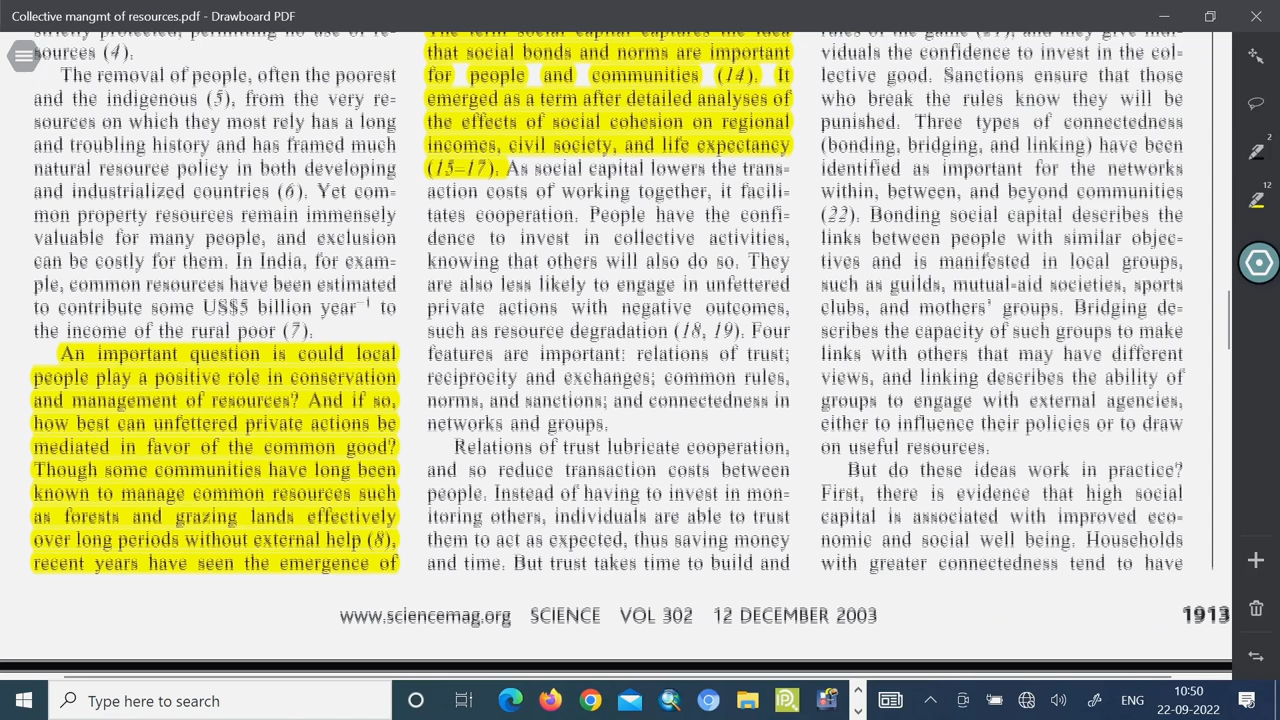 Collective mangmt of resources.pdf - Drawboard PDF
sources (4).
The removal of people, often the poorest
and the indigenous (5), from the very re-
sources on which they most rely has a long
and troubling history and has framed much
natural resource policy in both developing
and industrialized countries (6). Yet com-
mon property resources remain immensely
valuable for many people, and exclusion
can be costly for them. In India, for exam-
ple, common resources have been estimated
to contribute some US$5 billion year⁻¹ to
the income of the rural poor (7).
An important question is could local
people play a positive role in conservation
and management of resources? And if so,
how best can unfettered private actions be
mediated in favor of the common good?
Though some communities have long been
known to manage common resources such
as forests and grazing lands effectively
over long periods without external help (8),
recent years have seen the emergence of
The term social capital captures the fact
that social bonds and norms are important
for people and communities (14). It
emerged as a term after detailed analyses of
the effects of social cohesion on regional
incomes, civil society, and life expectancy
(15–17). As social capital lowers the trans-
action costs of working together, it facili-
tates cooperation. People have the confi-
dence to invest in collective activities,
knowing that others will also do so. They
are also less likely to engage in unfettered
private actions with negative outcomes,
such as resource degradation (18, 19). Four
features are important: relations of trust;
reciprocity and exchanges; common rules,
norms, and sanctions; and connectedness in
networks and groups.
Relations of trust lubricate cooperation,
and so reduce transaction costs between
people. Instead of having to invest in mon-
itoring others, individuals are able to trust
them to act as expected, thus saving money
and time. But trust takes time to build and
rules of the game (21), and they give indi-
viduals the confidence to invest in the col-
lective good. Sanctions ensure that those
who break the rules know they will be
punished. Three types of connectedness
(bonding, bridging, and linking) have been
identified as important for the networks
within, between, and beyond communities
(22). Bonding social capital describes the
links between people with similar objec-
tives and is manifested in local groups,
such as guilds, mutual-aid societies, sports
clubs, and mothers' groups. Bridging de-
scribes the capacity of such groups to make
links with others that may have different
views, and linking describes the ability of
groups to engage with external agencies,
either to influence their policies or to draw
on useful resources.
But do these ideas work in practice?
First, there is evidence that high social
capital is associated with improved eco-
nomic and social well being. Households
with greater connectedness tend to have
www.sciencemag.org SCIENCE VOL 302 12 DECEMBER 2003 1913
2
12
Type here to search
ENG
10:50
22-09-2022